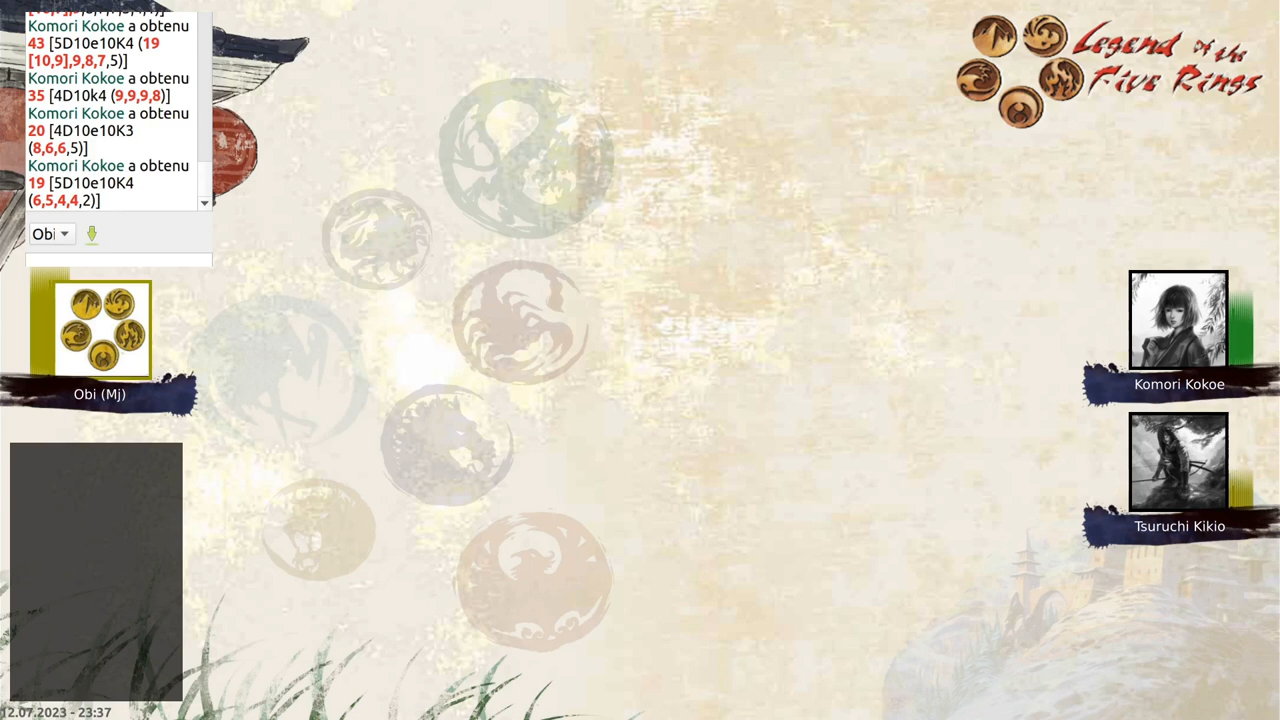 Komori Kokoe a obtenu
43 [5D10e10K4 (19
[10,9],9,8,7,5)]
Komori Kokoe a obtenu
35 [4D10k4 (9,9,9,8)]
Komori Kokoe a obtenu
20 [4D10e10K3
(8,6,6,5)]
Komori Kokoe a obtenu
19 [5D10e10K4
(6,5,4,4,2)]
Obi
Legend of the
Five Rings
Obi (Mj)
Komori Kokoe
Tsuruchi Kikio
12.07.2023 - 23:37